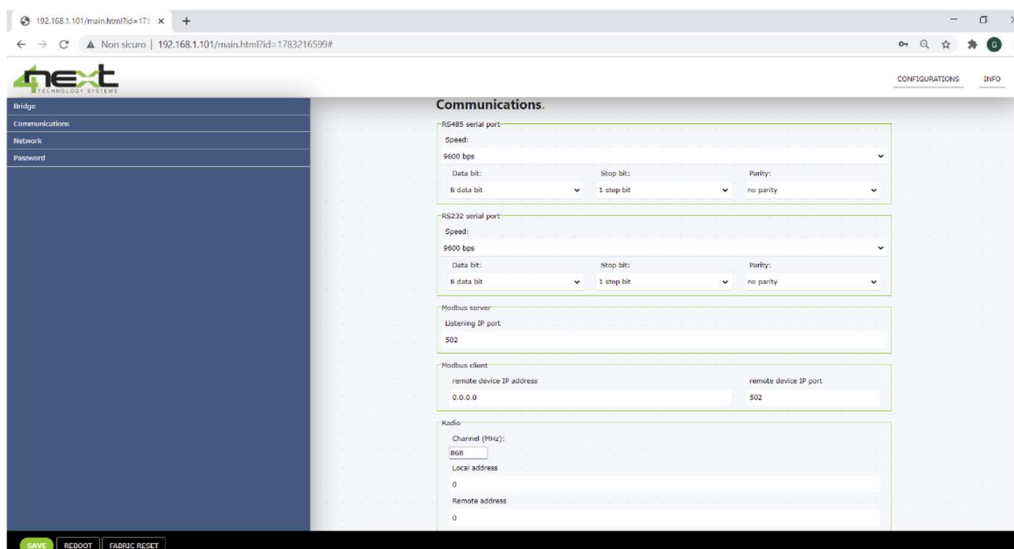 192.168.1.101/main.html?id=178
Non sicuro | 192.168.1.101/main.html?id=1783216599#
G
4next
TECHNOLOGY SYSTEMS
CONFIGURATIONS INFO
Bridge
Communications
Network
Password
Communications.
RS485 serial port
Speed:
9600 bps
Data bit: Stop bit: Parity:
8 data bit 1 stop bit no parity
RS232 serial port
Speed:
9600 bps
Data bit: Stop bit: Parity:
8 data bit 1 stop bit no parity
Modbus server
Listening IP port
502
Modbus client
remote device IP address remote device IP port
0.0.0.0 502
Radio
Channel (MHz):
868
Local address
0
Remote address
0
SAVE REBOOT FABRIC RESET